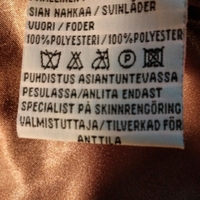 SIAN NAHKAA / SVINLÄDER
VUORI / FODER
100%POLYESTERI/100%POLYESTER
P
PUHDISTUS ASIANTUNTEVASSA
PESULASSA/ANLITA ENDAST
SPECIALIST PÅ SKINNRENGÖRING
VALMISTUTTAJA/TILVERKAD FÖR
ANTTILA